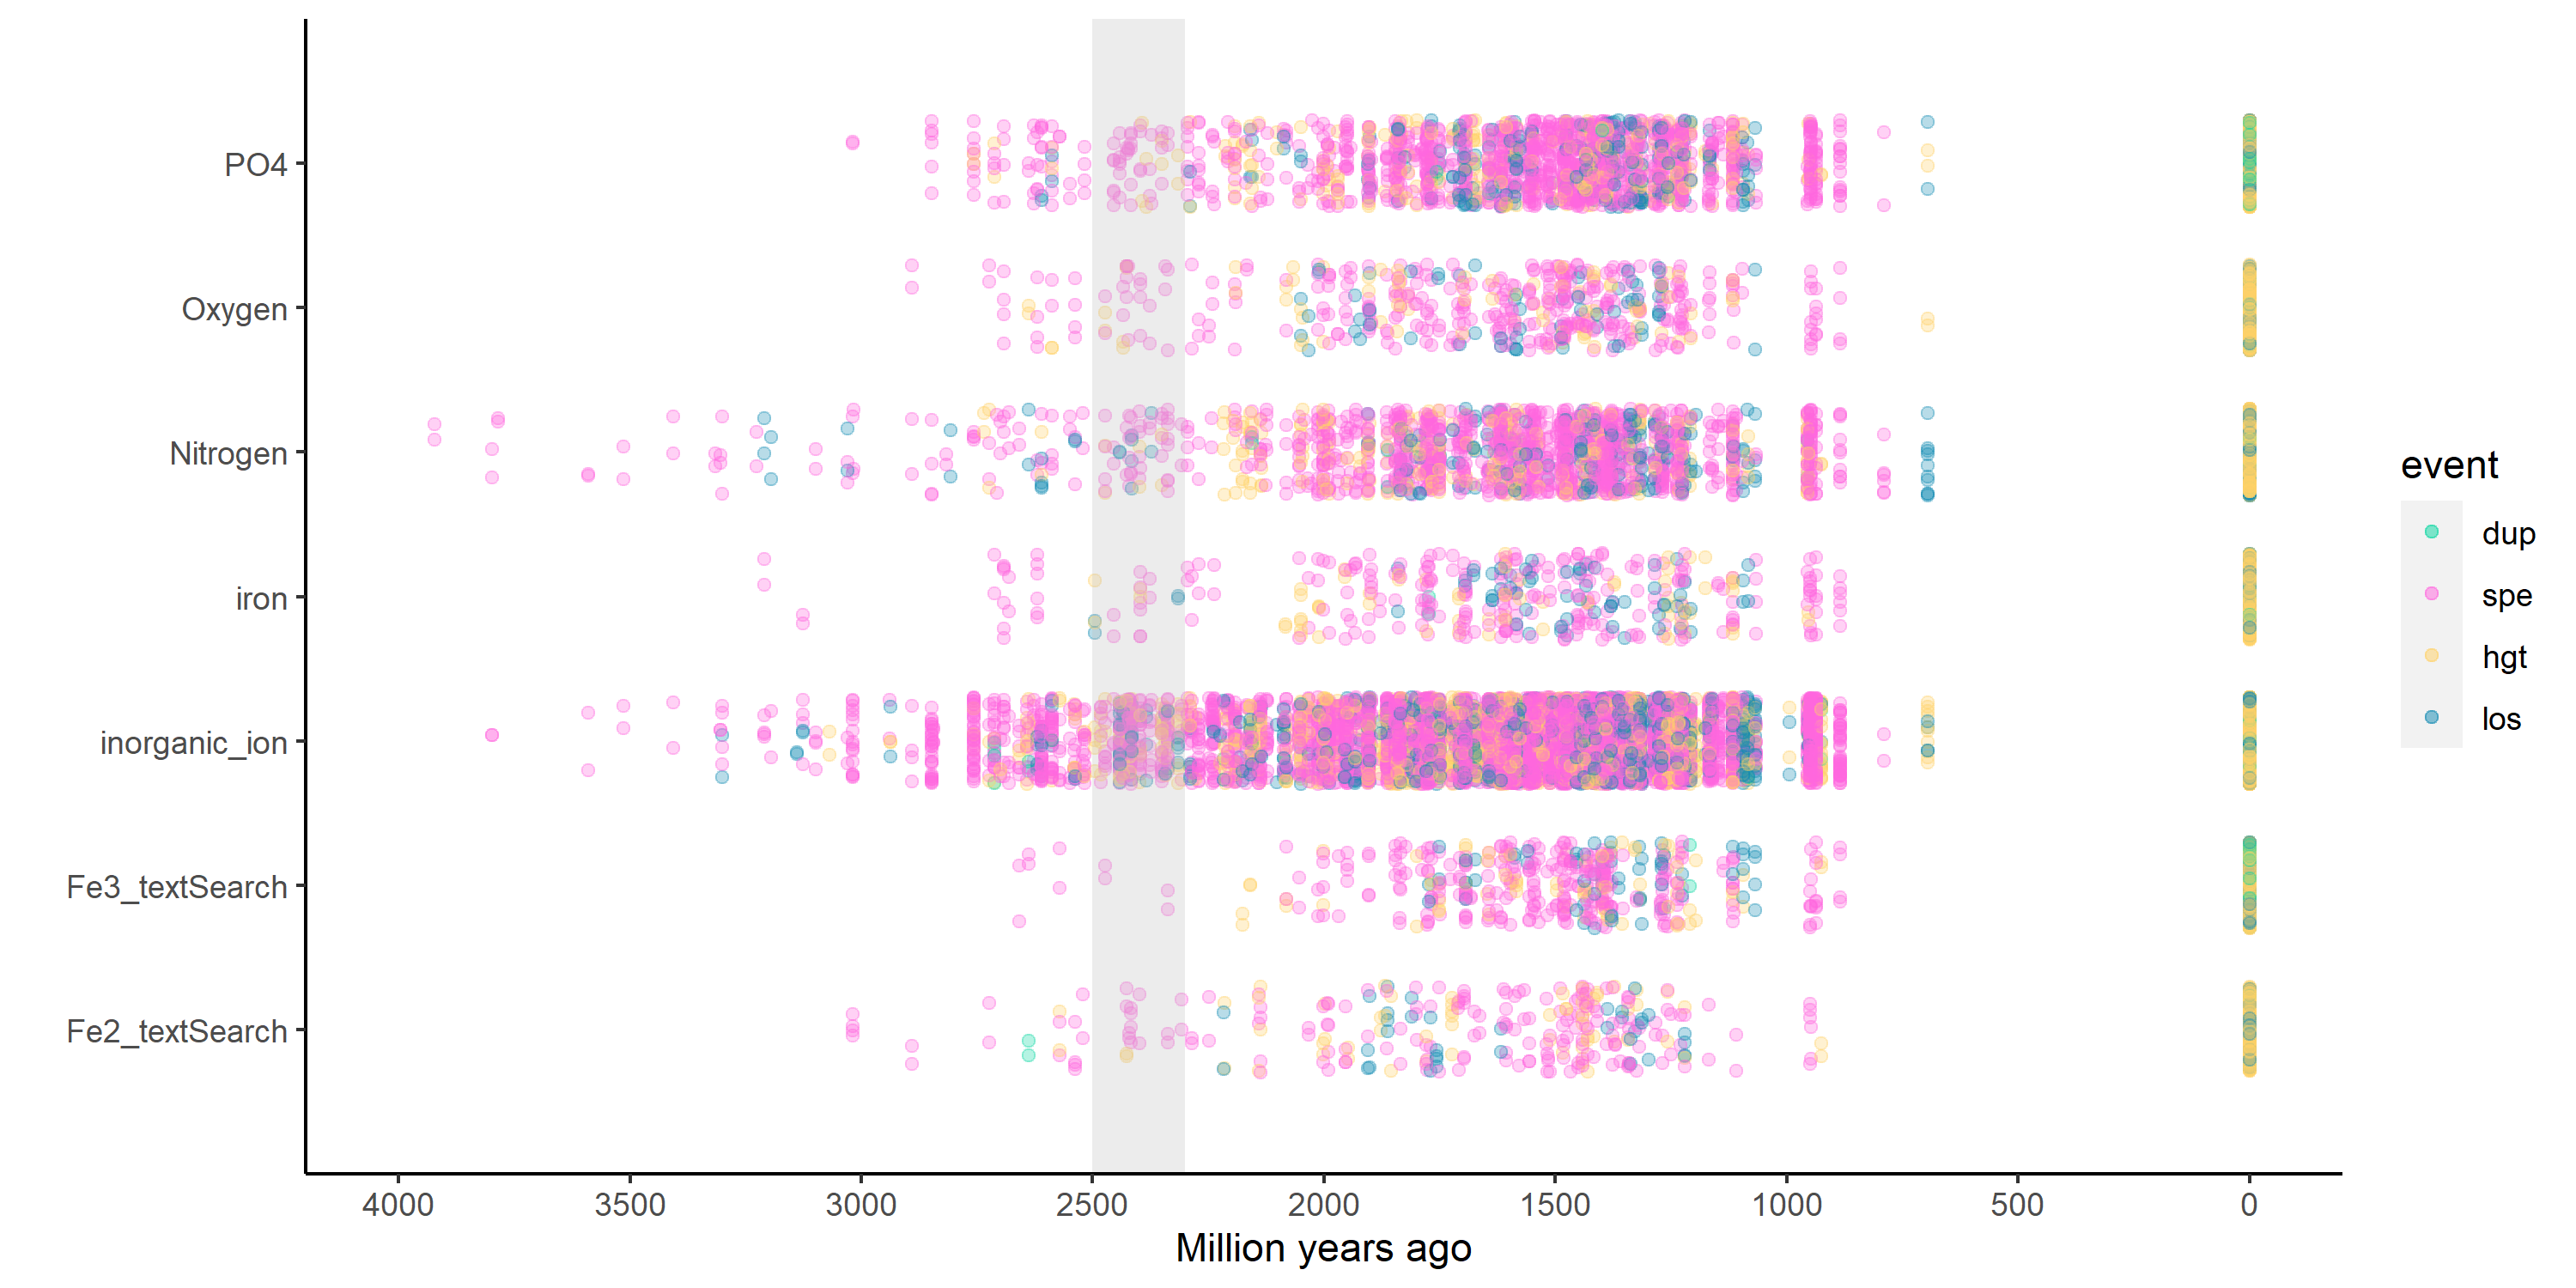 PO4
Oxygen
Nitrogen
iron
inorganic_ion
Fe3_textSearch
Fe2_textSearch
4000 3500 3000 2500 2000 1500 1000 500 0
Million years ago
event
dup
spe
hgt
los